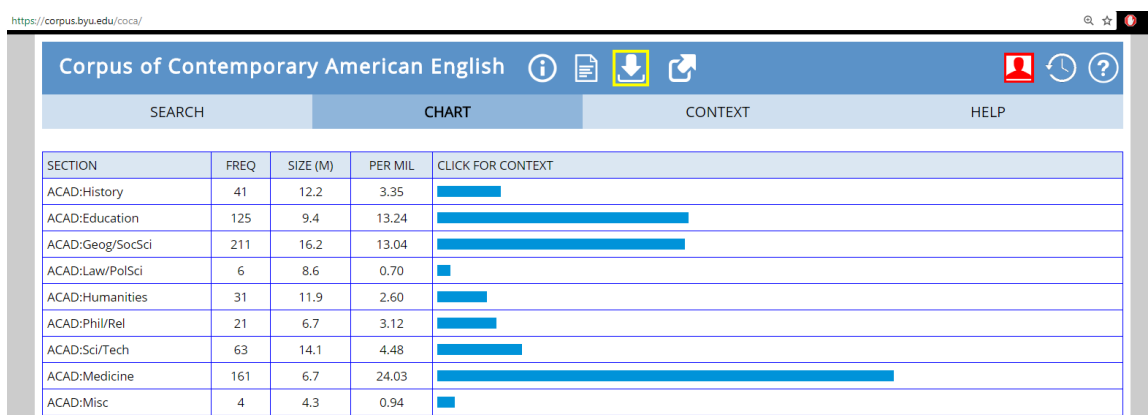 https://corpus.byu.edu/coca/
Corpus of Contemporary American English
SEARCH CHART CONTEXT HELP
SECTION FREQ SIZE (M) PER MIL CLICK FOR CONTEXT
ACAD:History 41 12.2 3.35
ACAD:Education 125 9.4 13.24
ACAD:Geog/SocSci 211 16.2 13.04
ACAD:Law/PolSci 6 8.6 0.70
ACAD:Humanities 31 11.9 2.60
ACAD:Phil/Rel 21 6.7 3.12
ACAD:Sci/Tech 63 14.1 4.48
ACAD:Medicine 161 6.7 24.03
ACAD:Misc 4 4.3 0.94